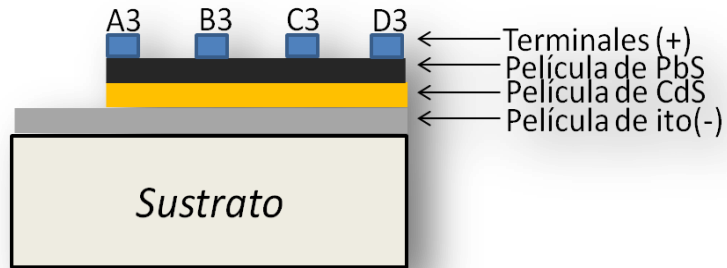 A3 B3 C3 D3
Terminales (+)
Película de PbS
Película de CdS
Película de ito(-)
Sustrato